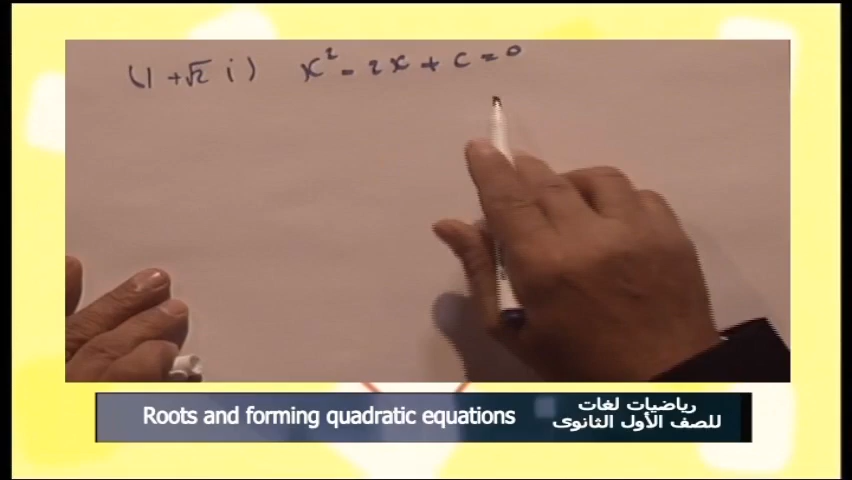 (1 + √2 i) x² - 2x + c = 0
Roots and forming quadratic equations
رياضيات لغات
للصف الأول الثانوى